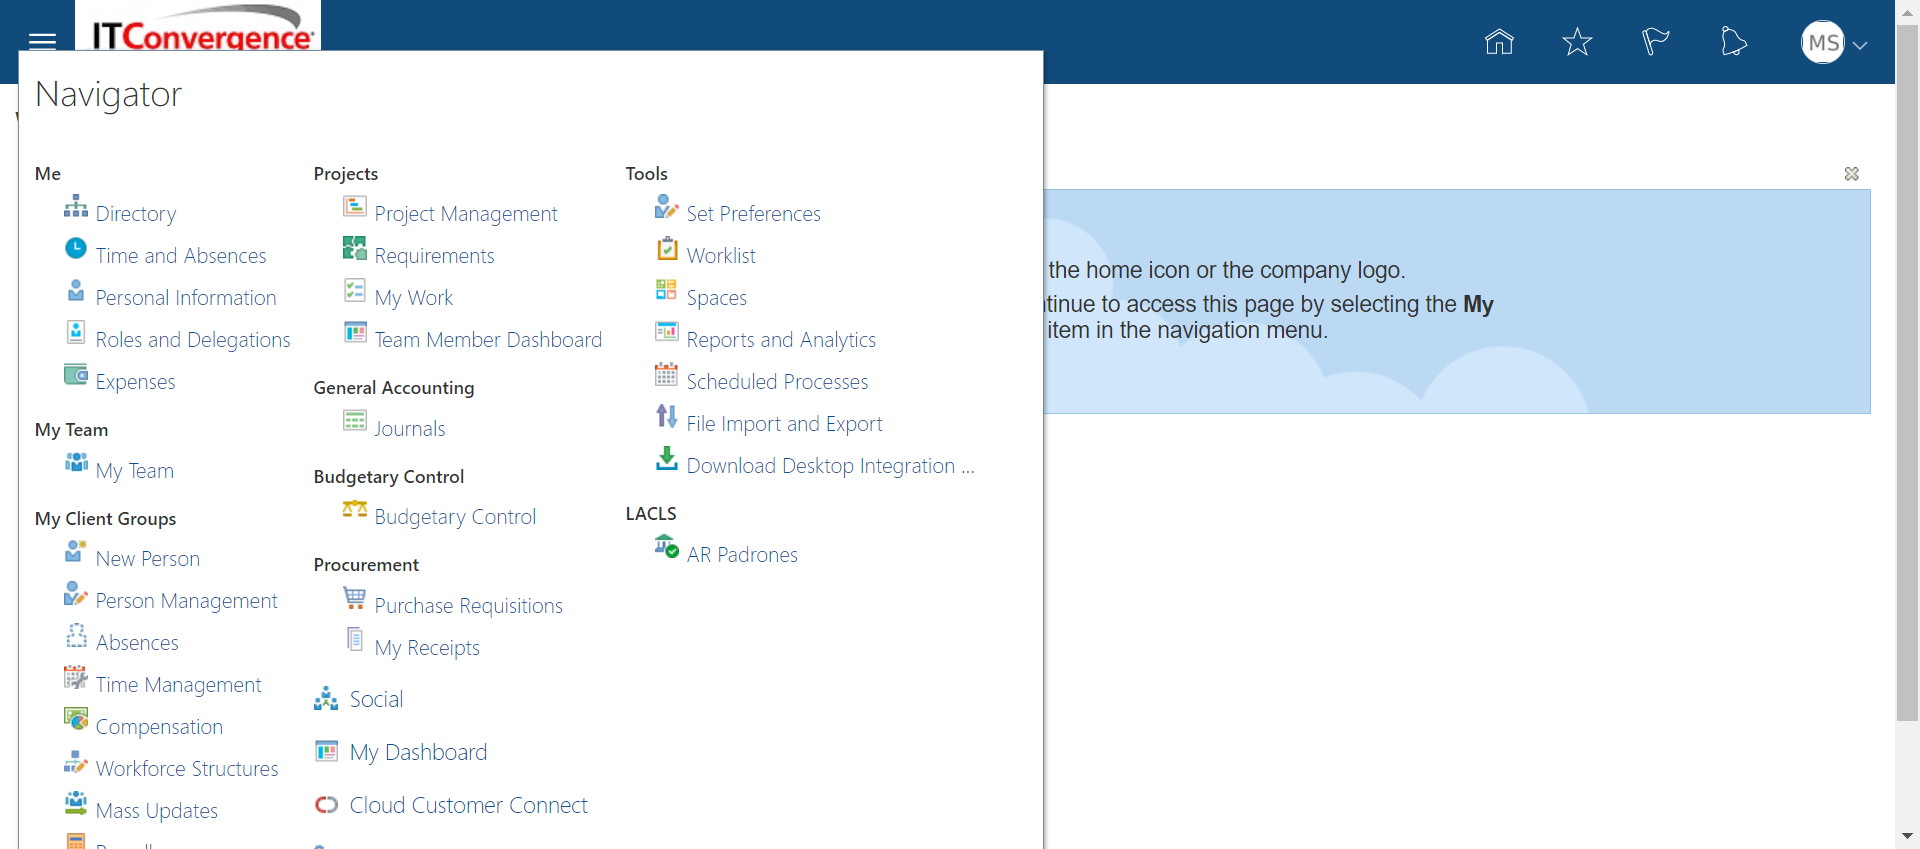 ITConvergence
MS
Navigator
Me
Directory
Time and Absences
Personal Information
Roles and Delegations
Expenses
My Team
My Team
My Client Groups
New Person
Person Management
Absences
Time Management
Compensation
Workforce Structures
Mass Updates
Projects
Project Management
Requirements
My Work
Team Member Dashboard
General Accounting
Journals
Budgetary Control
Budgetary Control
Procurement
Purchase Requisitions
My Receipts
Social
My Dashboard
Cloud Customer Connect
Tools
Set Preferences
Worklist
Spaces
Reports and Analytics
Scheduled Processes
File Import and Export
Download Desktop Integration ...
LACLS
AR Padrones
the home icon or the company logo.
to access this page by selecting the My
item in the navigation menu.